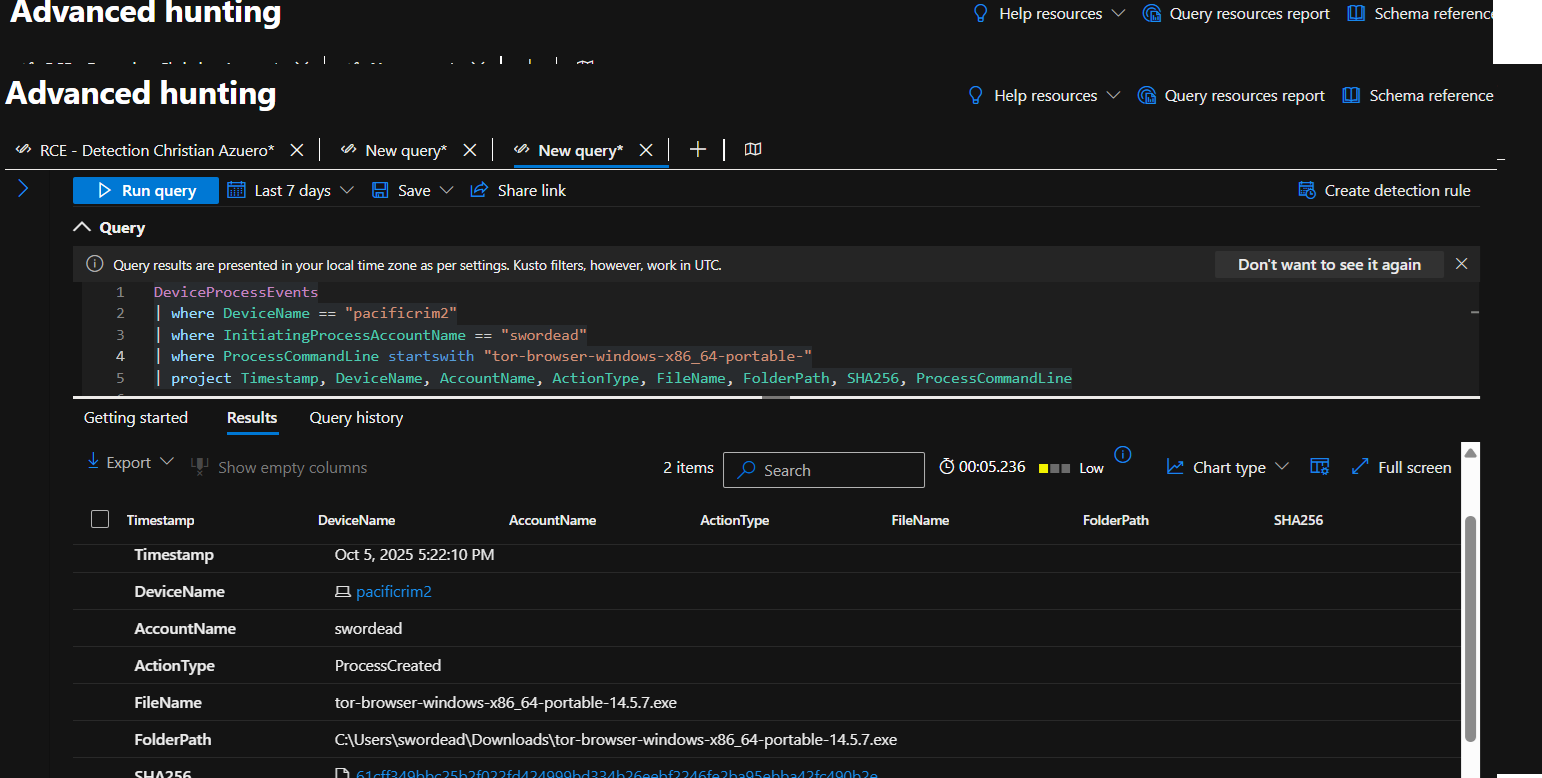 Advanced hunting
Help resources Query resources report Schema reference
Advanced hunting
Help resources Query resources report Schema reference
RCE - Detection Christian Azuero* New query* New query*
Run query Last 7 days Save Share link Create detection rule
Query
Query results are presented in your local time zone as per settings. Kusto filters, however, work in UTC. Don't want to see it again
1 DeviceProcessEvents
2 | where DeviceName == "pacificrim2"
3 | where InitiatingProcessAccountName == "swordead"
4 | where ProcessCommandLine startswith "tor-browser-windows-x86_64-portable-"
5 | project Timestamp, DeviceName, AccountName, ActionType, FileName, FolderPath, SHA256, ProcessCommandLine
Getting started Results Query history
Export Show empty columns 2 items Search 00:05.236 Low Chart type Full screen
Timestamp DeviceName AccountName ActionType FileName FolderPath SHA256
Timestamp Oct 5, 2025 5:22:10 PM
DeviceName pacificrim2
AccountName swordead
ActionType ProcessCreated
FileName tor-browser-windows-x86_64-portable-14.5.7.exe
FolderPath C:\Users\swordead\Downloads\tor-browser-windows-x86_64-portable-14.5.7.exe
SHA256